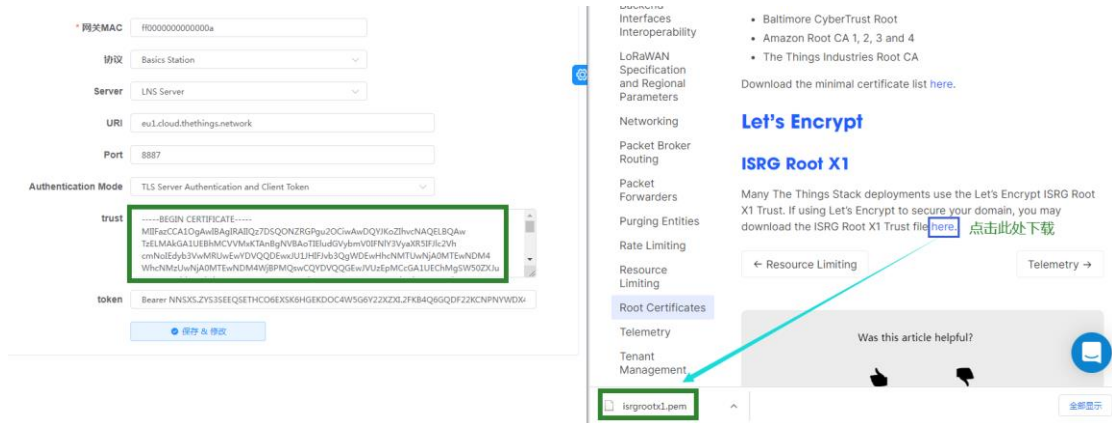 * 网关MAC
ff0000000000000a
协议
Basics Station
Server
LNS Server
URI
eu1.cloud.thethings.network
Port
8887
Authentication Mode
TLS Server Authentication and Client Token
trust
-----BEGIN CERTIFICATE-----
MIIFazCCA1OgAwIBAgIRAIIQz7DSQONZRGPgu2OCiwAwDQYJKoZIhvcNAQELBQAw
TzELMAkGA1UEBhMCVVMxKTAnBgNVBAoTIEludGVybmV0IFNlY3VyaXR5IFJlc2Vh
cmNoIEdyb3VwMRUwEwYDVQQDEwxJU1JHIFJvb3QgWDEwHhcNMTUwNjA0MTEwNDM4
WhcNMzUwNjA0MTEwNDM4WjBPMQswCQYDVQQGEwJVUzEpMCcGA1UEChMgSW50ZXJu
token
Bearer
保存 & 修改
Backend
Interfaces
Interoperability
LoRaWAN
Specification
and Regional
Parameters
Networking
Packet Broker
Routing
Packet
Forwarders
Purging Entities
Rate Limiting
Resource
Limiting
Root Certificates
Telemetry
Tenant
Management
• Baltimore CyberTrust Root
• Amazon Root CA 1, 2, 3 and 4
• The Things Industries Root CA
Download the minimal certificate list here.
Let's Encrypt
ISRG Root X1
Many The Things Stack deployments use the Let's Encrypt ISRG Root
X1 Trust. If using Let's Encrypt to secure your domain, you may
download the ISRG Root X1 Trust file here. 点击此处下载
← Resource Limiting
Telemetry →
Was this article helpful?
isrgrootx1.pem
全部显示